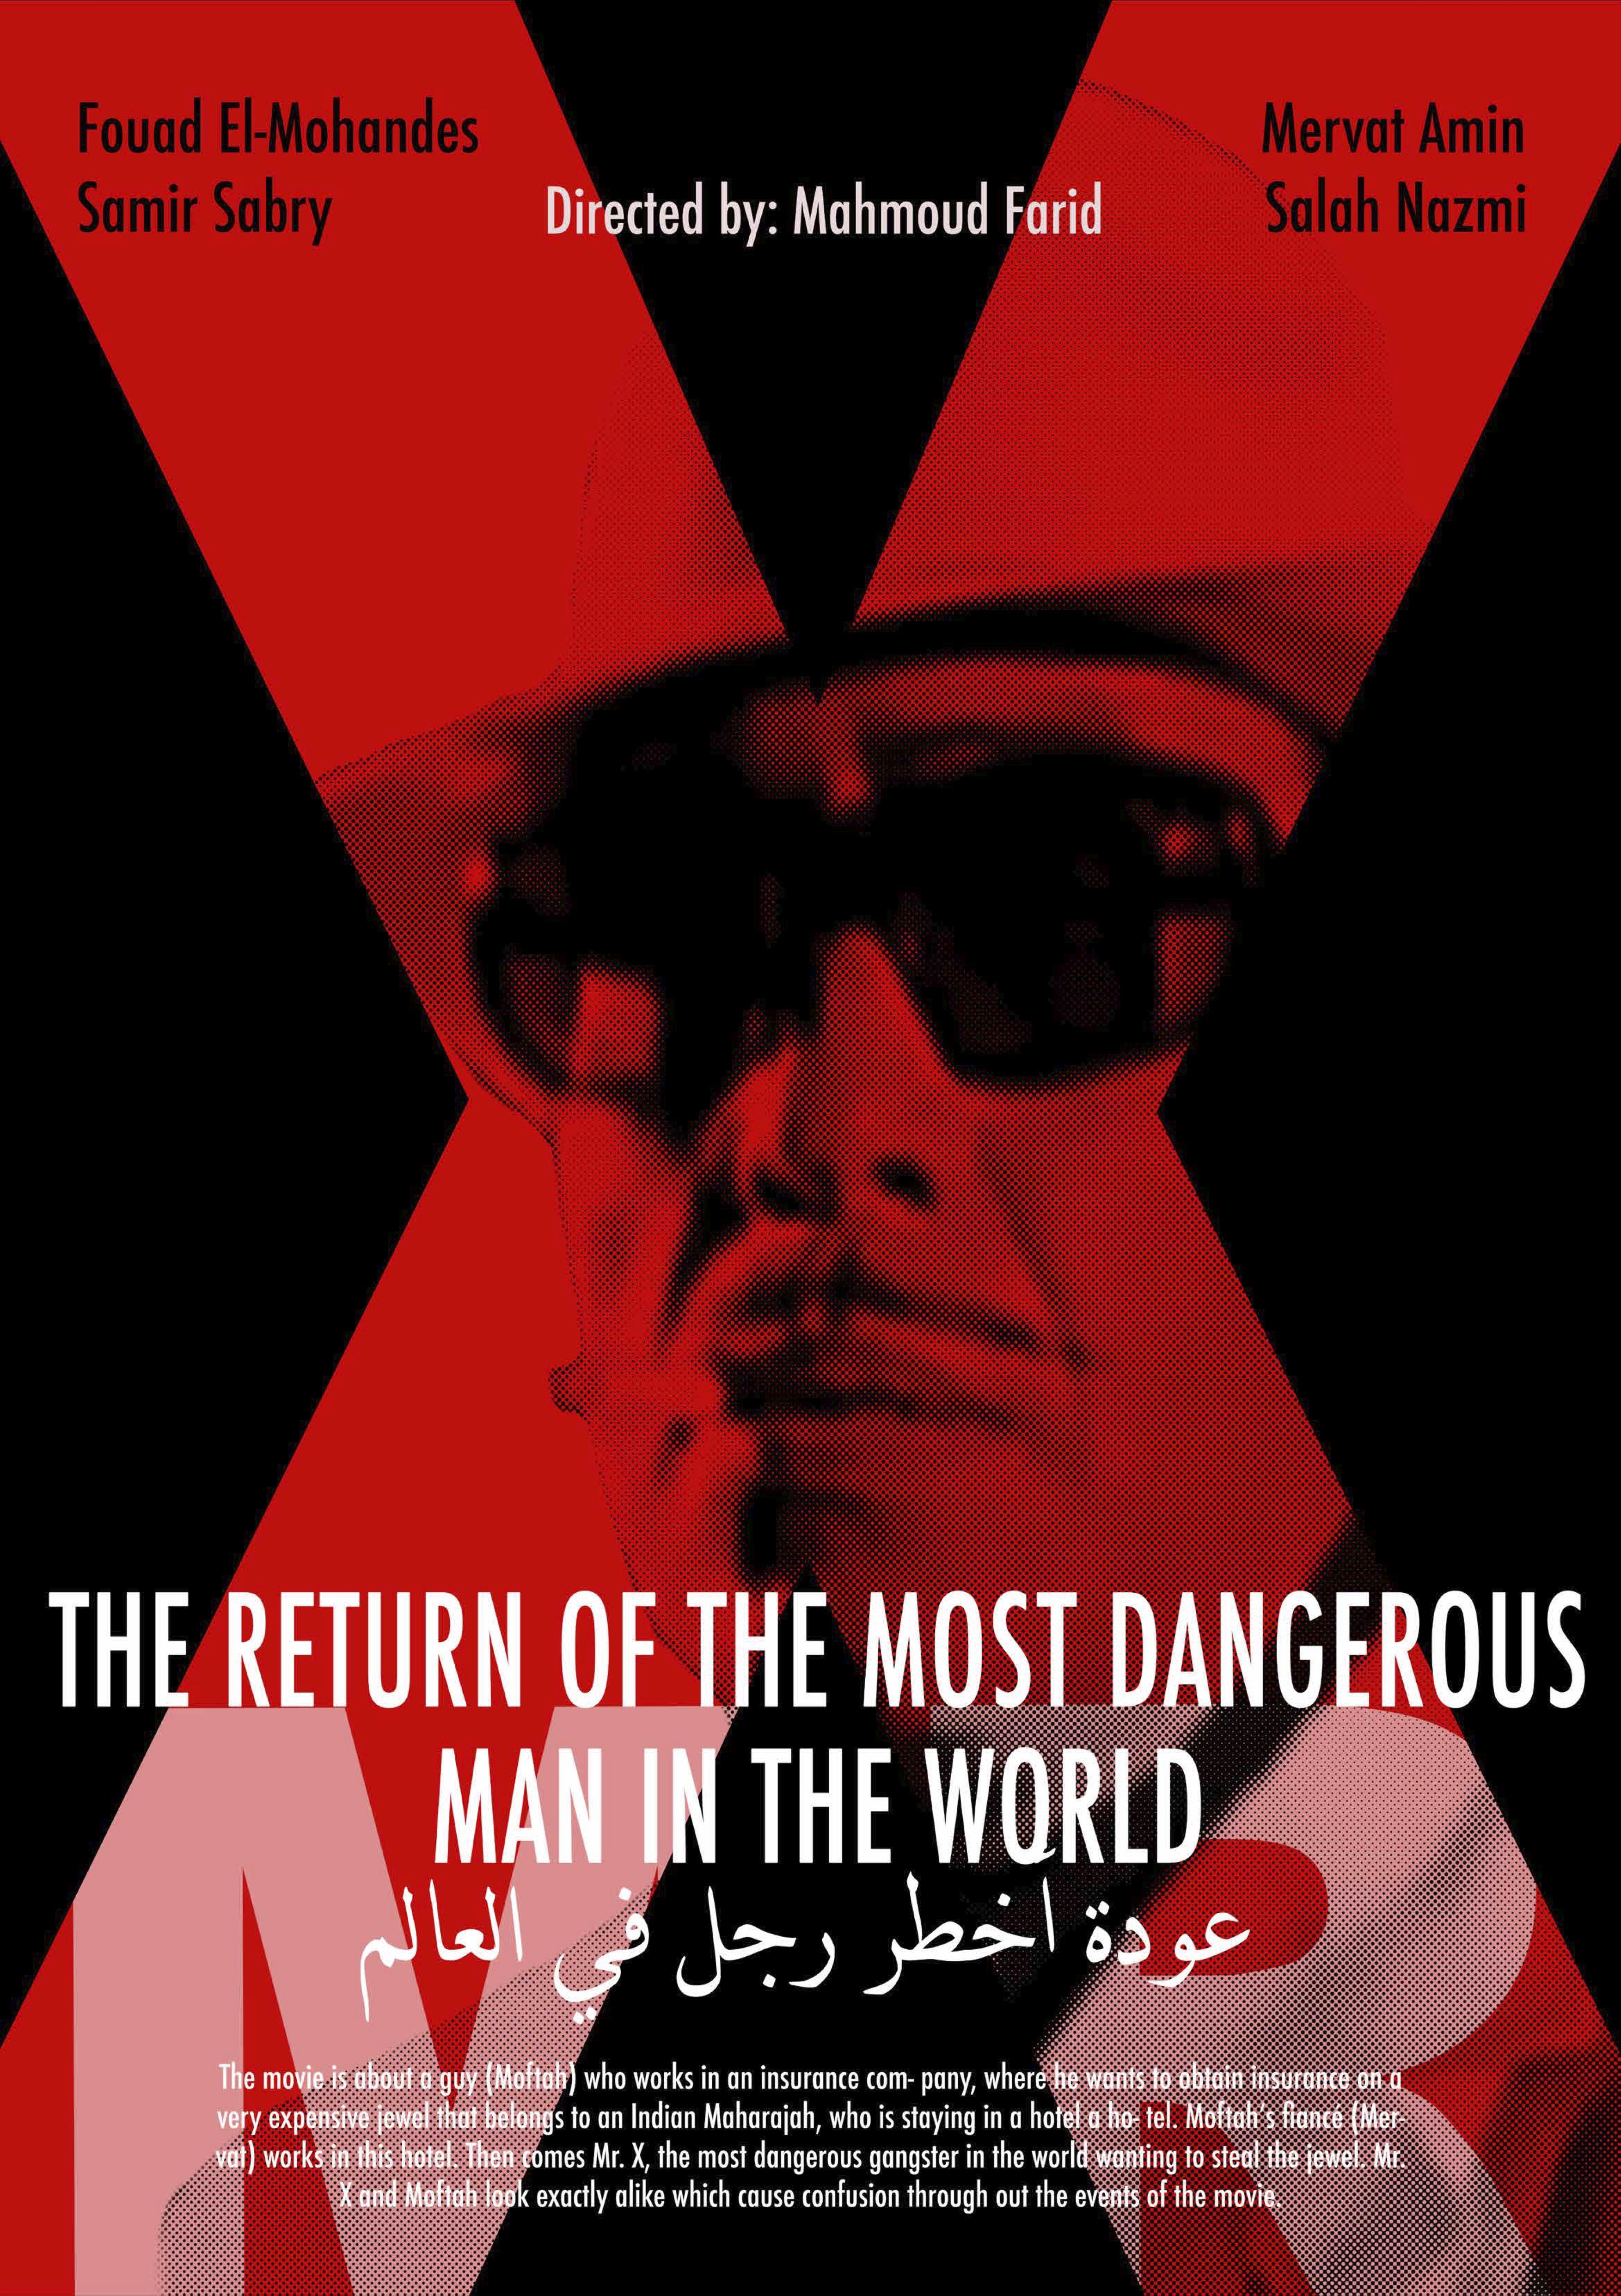 Fouad El-Mohandes
Samir Sabry
Directed by: Mahmoud Farid
Mervat Amin
Salah Nazmi
X
THE RETURN OF THE MOST DANGEROUS
MAN IN THE WORLD
MR
عودة أخطر رجل في العالم
The movie is about a guy (Moftah) who works in an insurance com- pany, where he wants to obtain insurance on a
very expensive jewel that belongs to an Indian Maharajah, who is staying in a hotel a ho- tel. Moftah's fiancé (Mer-
vat) works in this hotel. Then comes Mr. X, the most dangerous gangster in the world wanting to steal the jewel. Mr.
X and Moftah look exactly alike which cause confusion through out the events of the movie.